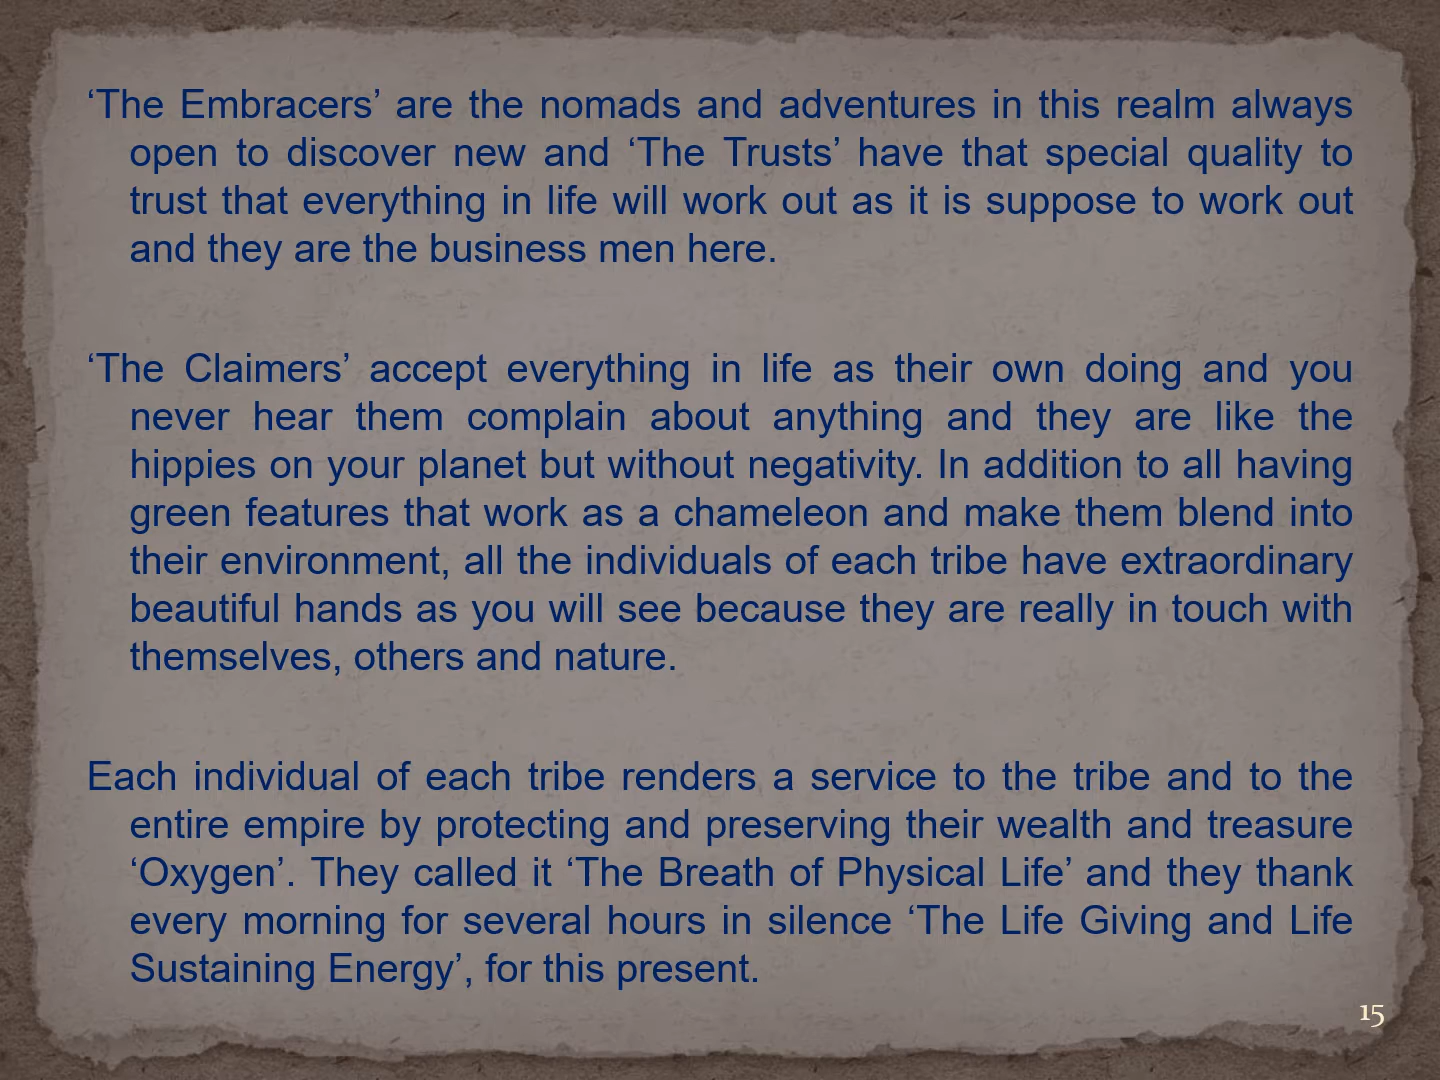 ‘The Embracers’ are the nomads and adventures in this realm always
open to discover new and ‘The Trusts’ have that special quality to
trust that everything in life will work out as it is suppose to work out
and they are the business men here.
‘The Claimers’ accept everything in life as their own doing and you
never hear them complain about anything and they are like the
hippies on your planet but without negativity. In addition to all having
green features that work as a chameleon and make them blend into
their environment, all the individuals of each tribe have extraordinary
beautiful hands as you will see because they are really in touch with
themselves, others and nature.
Each individual of each tribe renders a service to the tribe and to the
entire empire by protecting and preserving their wealth and treasure
‘Oxygen’. They called it ‘The Breath of Physical Life’ and they thank
every morning for several hours in silence ‘The Life Giving and Life
Sustaining Energy’, for this present.
15